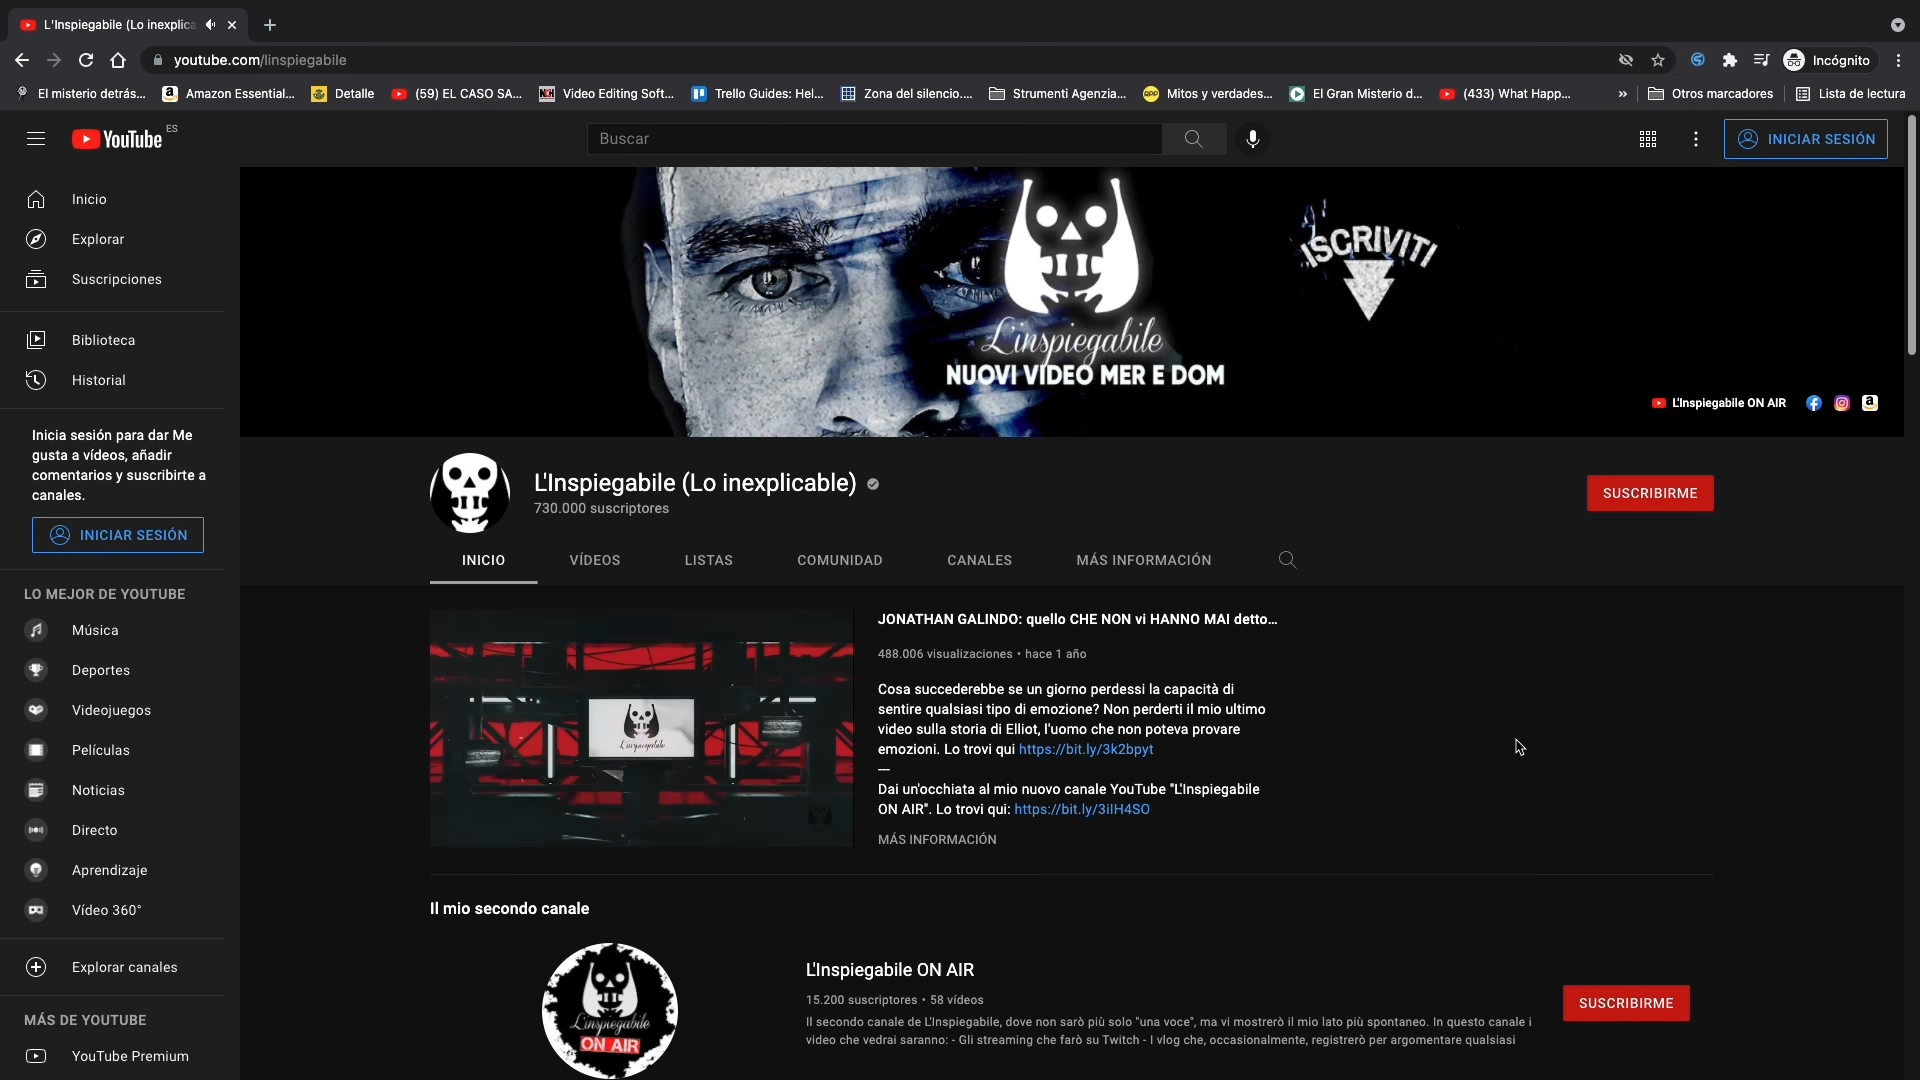 L'Inspiegabile (Lo inexplica
youtube.com/linspiegabile
Incógnito
El misterio detrás...
Amazon Essential...
Detalle
(59) EL CASO SA...
Video Editing Soft...
Trello Guides: Hel...
Zona del silencio....
Strumenti Agenzia...
Mitos y verdades...
El Gran Misterio d...
(433) What Happ...
»
Otros marcadores
Lista de lectura
YouTube ES
Buscar
INICIAR SESIÓN
Inicio
Explorar
Suscripciones
Biblioteca
Historial
Inicia sesión para dar Me
gusta a vídeos, añadir
comentarios y suscribirte a
canales.
INICIAR SESIÓN
LO MEJOR DE YOUTUBE
Música
Deportes
Videojuegos
Películas
Noticias
Directo
Aprendizaje
Vídeo 360°
Explorar canales
MÁS DE YOUTUBE
YouTube Premium
L'inspiegabile
NUOVI VIDEO MER E DOM
ISCRIVITI
L'Inspiegabile ON AIR
L'Inspiegabile (Lo inexplicable)
730.000 suscriptores
SUSCRIBIRME
INICIO
VÍDEOS
LISTAS
COMUNIDAD
CANALES
MÁS INFORMACIÓN
L'inspiegabile
JONATHAN GALINDO: quello CHE NON vi HANNO MAI detto...
488.006 visualizaciones • hace 1 año
Cosa succederebbe se un giorno perdessi la capacità di
sentire qualsiasi tipo di emozione? Non perderti il mio ultimo
video sulla storia di Elliot, l'uomo che non poteva provare
emozioni. Lo trovi qui https://bit.ly/3k2bpyt
—
Dai un'occhiata al mio nuovo canale YouTube "L'Inspiegabile
ON AIR". Lo trovi qui: https://bit.ly/3iIH4SO
MÁS INFORMACIÓN
Il mio secondo canale
L'inspiegabile
ON AIR
L'Inspiegabile ON AIR
15.200 suscriptores • 58 vídeos
Il secondo canale de L'Inspiegabile, dove non sarò più solo "una voce", ma vi mostrerò il mio lato più spontaneo. In questo canale i
video che vedrai saranno: - Gli streaming che farò su Twitch - I vlog che, occasionalmente, registrerò per argomentare qualsiasi
SUSCRIBIRME